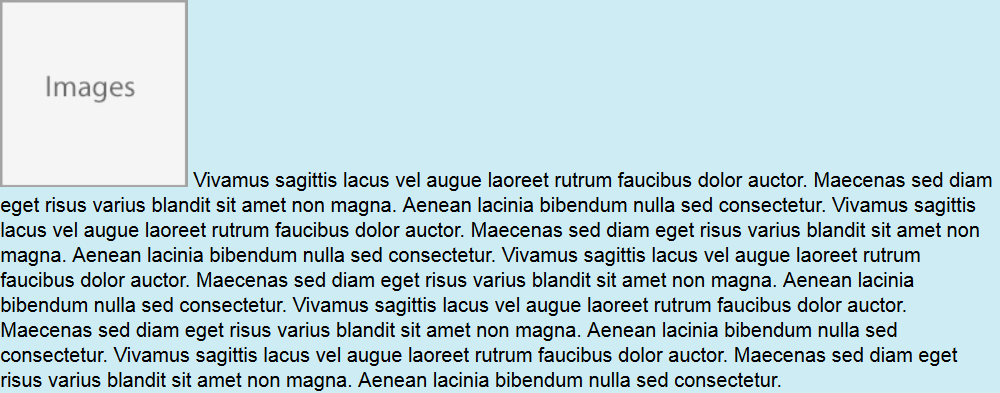 Images
Vivamus sagittis lacus vel augue laoreet rutrum faucibus dolor auctor. Maecenas sed diam
eget risus varius blandit sit amet non magna. Aenean lacinia bibendum nulla sed consectetur. Vivamus sagittis
lacus vel augue laoreet rutrum faucibus dolor auctor. Maecenas sed diam eget risus varius blandit sit amet non
magna. Aenean lacinia bibendum nulla sed consectetur. Vivamus sagittis lacus vel augue laoreet rutrum
faucibus dolor auctor. Maecenas sed diam eget risus varius blandit sit amet non magna. Aenean lacinia
bibendum nulla sed consectetur. Vivamus sagittis lacus vel augue laoreet rutrum faucibus dolor auctor.
Maecenas sed diam eget risus varius blandit sit amet non magna. Aenean lacinia bibendum nulla sed
consectetur. Vivamus sagittis lacus vel augue laoreet rutrum faucibus dolor auctor. Maecenas sed diam eget
risus varius blandit sit amet non magna. Aenean lacinia bibendum nulla sed consectetur.